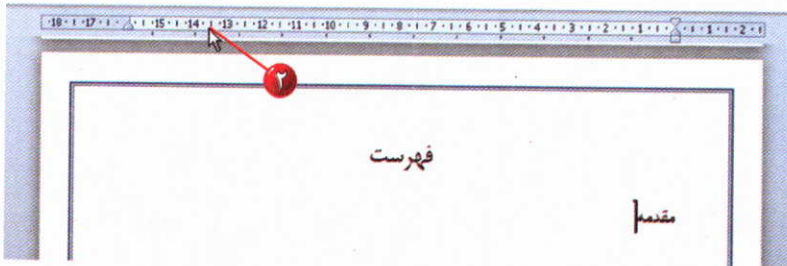 ·18· ı ·17· ı · ı · ı ·15· ı ·14· ı ·13· ı ·12· ı ·11· ı ·10· ı ·9· ı ·8· ı ·7· ı ·6· ı ·5· ı ·4· ı ·3· ı ·2· ı ·1· ı · ı ·1· ı ·2· ı
۲
فهرست
مقدمه